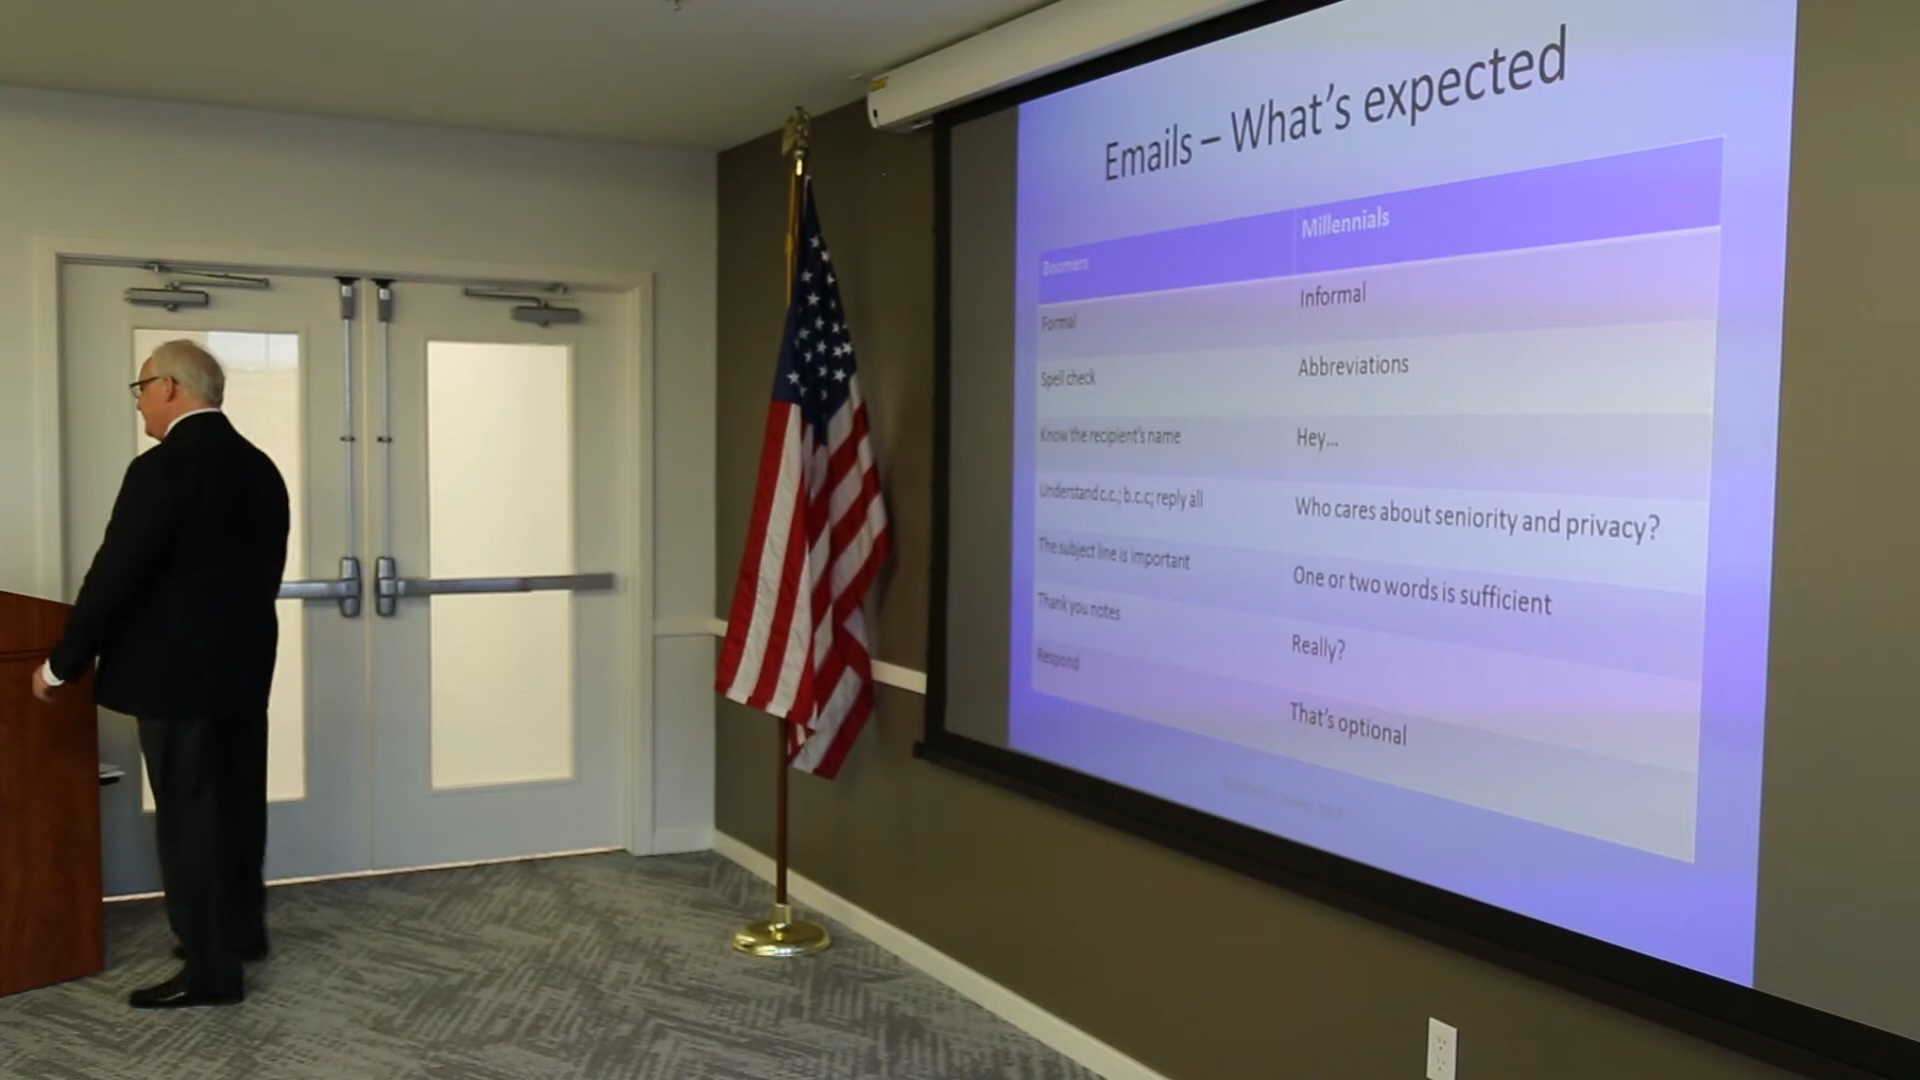 Emails – What's expected
Boomers Millennials
Formal Informal
Spell check Abbreviations
Know the recipient's name Hey...
Understand c.c.; b.c.c; reply all Who cares about seniority and privacy?
The subject line is important One or two words is sufficient
Thank you notes Really?
Respond That's optional